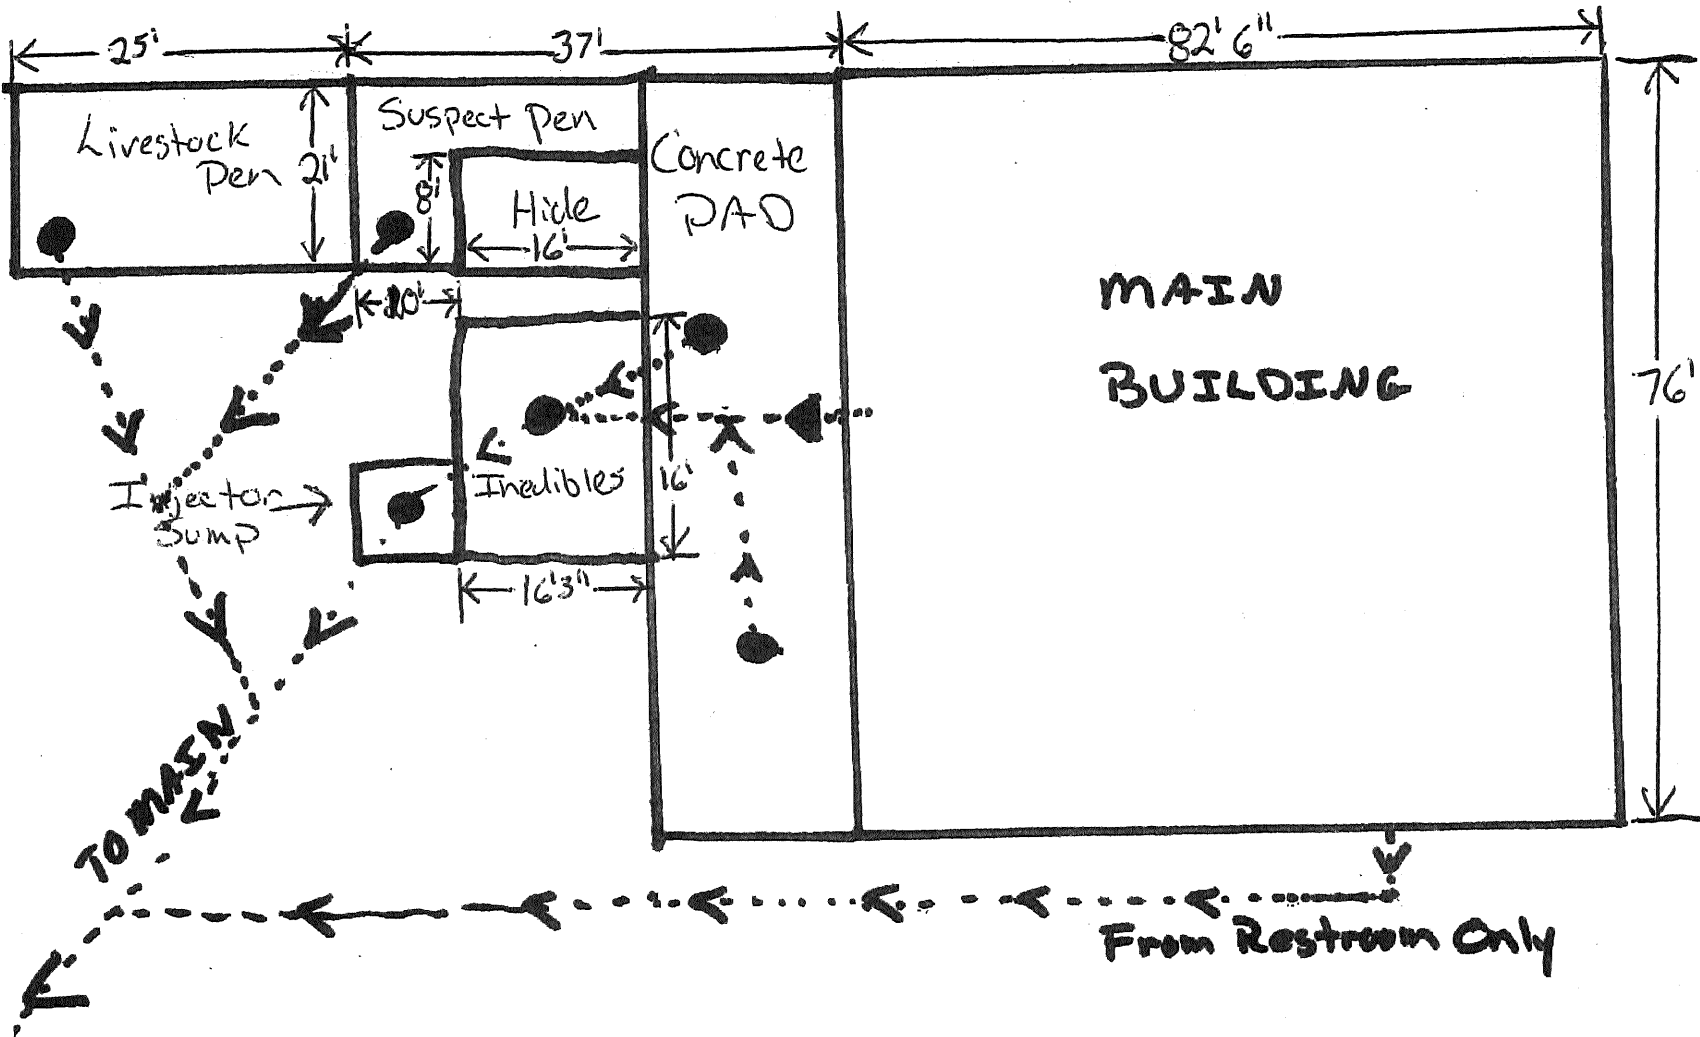 25'
37'
82' 6"
Livestock
Pen
21'
Suspect Pen
8'
Hide
16'
Concrete
PAD
MAIN
BUILDING
76'
10'
Inedibles
16'
Injector
Sump
16'3"
TO MAIN
From Restroom Only